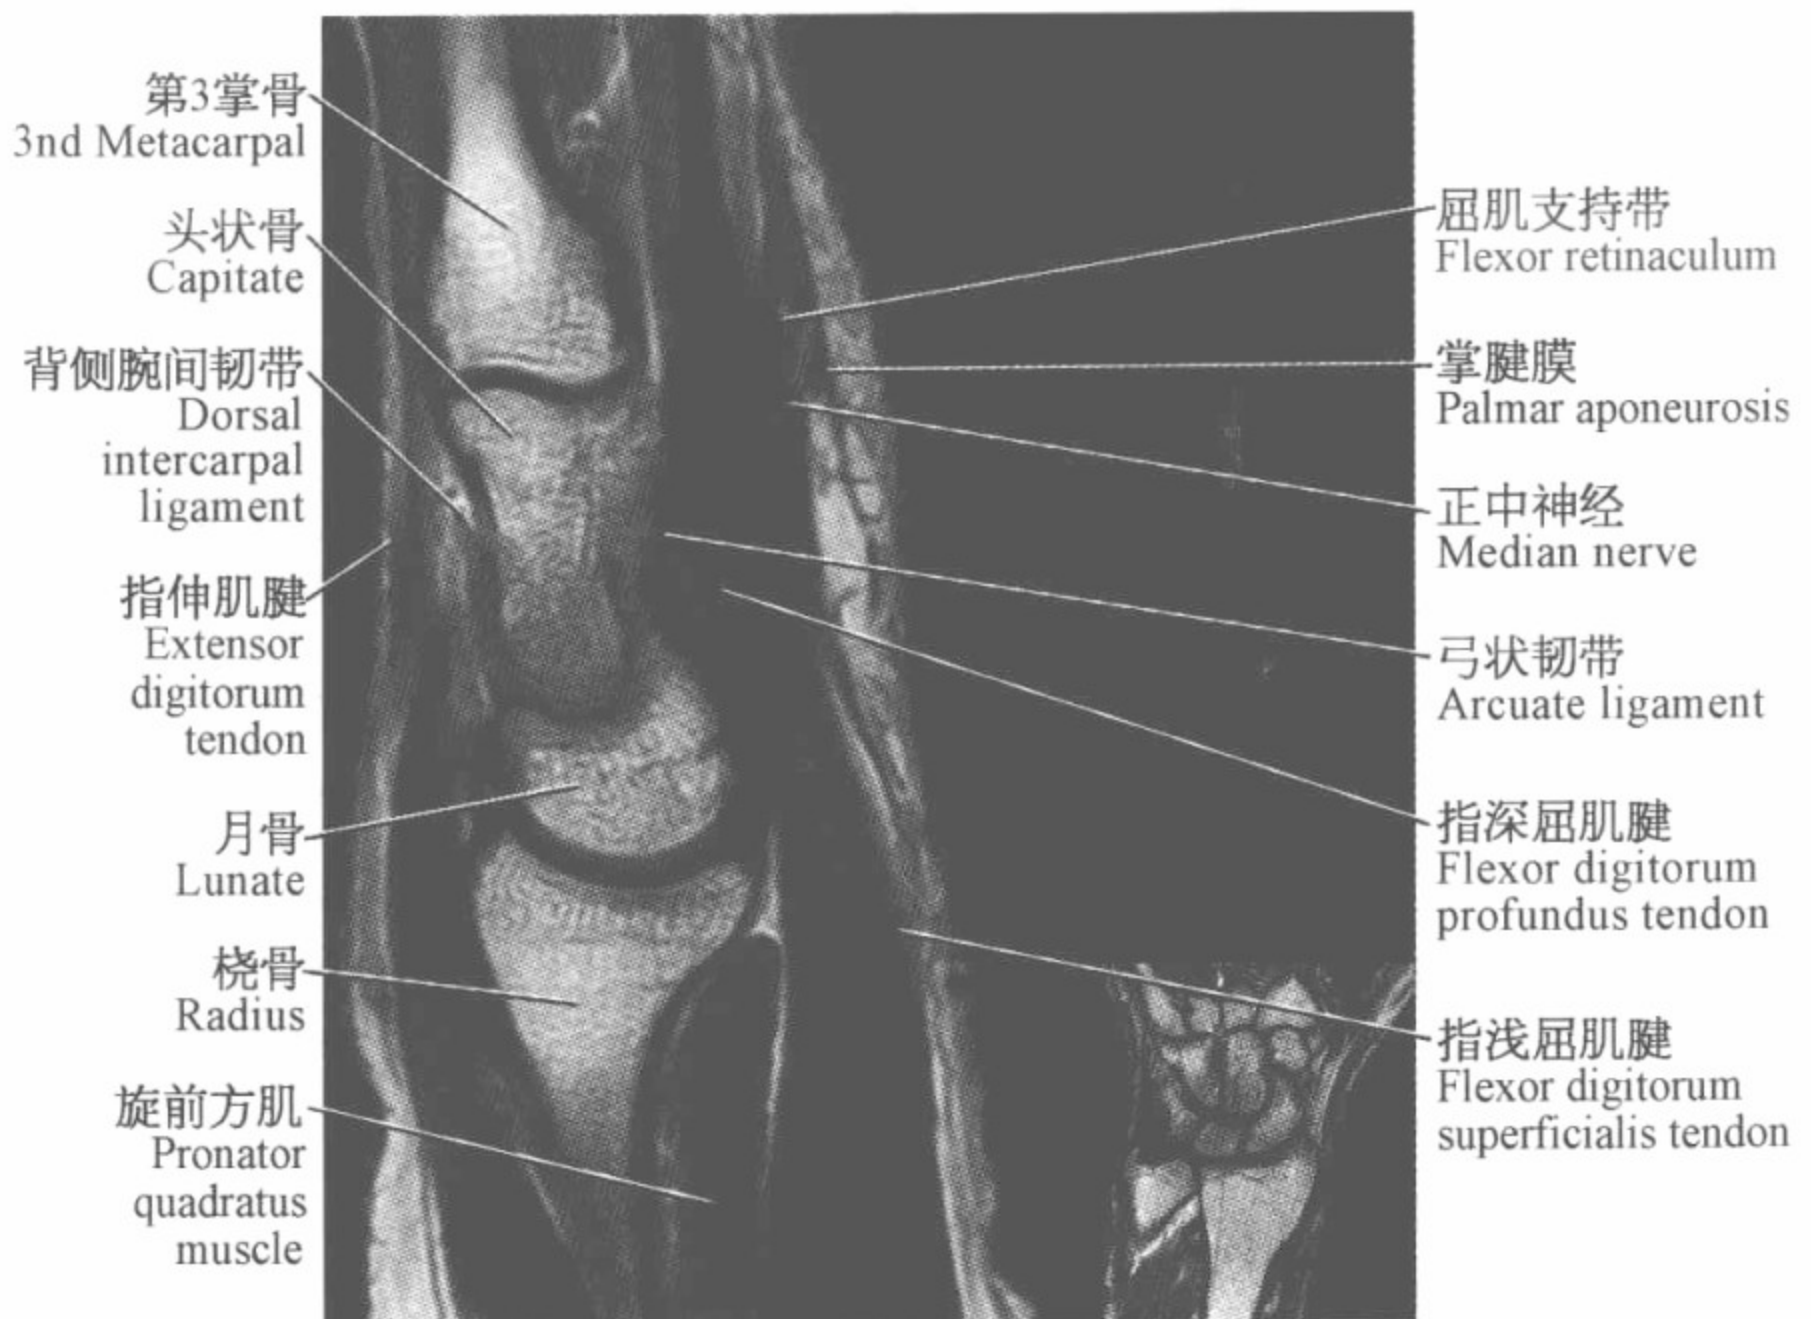 第3掌骨
3nd Metacarpal
头状骨
Capitate
背侧腕间韧带
Dorsal
intercarpal
ligament
指伸肌腱
Extensor
digitorum
tendon
月骨
Lunate
桡骨
Radius
旋前方肌
Pronator
quadratus
muscle
屈肌支持带
Flexor retinaculum
掌腱膜
Palmar aponeurosis
正中神经
Median nerve
弓状韧带
Arcuate ligament
指深屈肌腱
Flexor digitorum
profundus tendon
指浅屈肌腱
Flexor digitorum
superficialis tendon